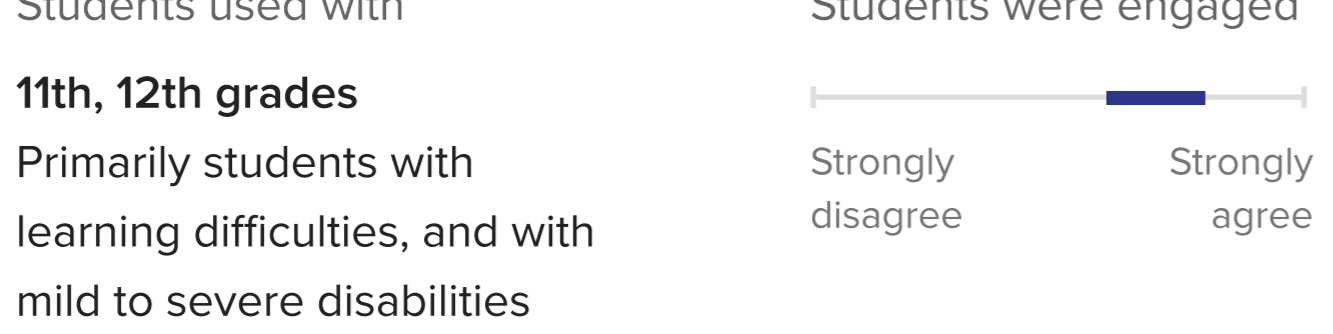 Students used with
11th, 12th grades
Primarily students with
learning difficulties, and with
mild to severe disabilities
Students were engaged
Strongly
disagree
Strongly
agree